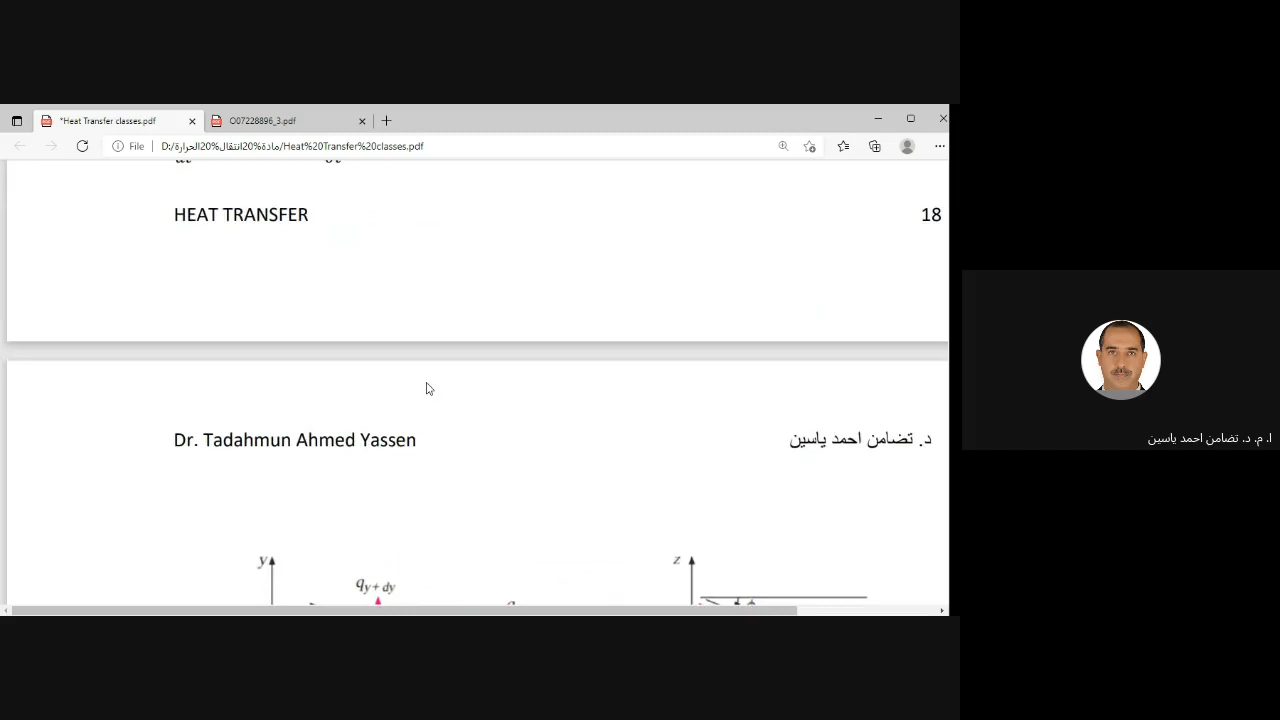 *Heat Transfer classes.pdf
O07228896_3.pdf
File
D:/مادة%20انتقال%20الحرارة/Heat%20Transfer%20classes.pdf
HEAT TRANSFER
18
Dr. Tadahmun Ahmed Yassen
د. تضامن احمد ياسين
y
q y + dy
z
ا. م. د. تضامن احمد ياسين